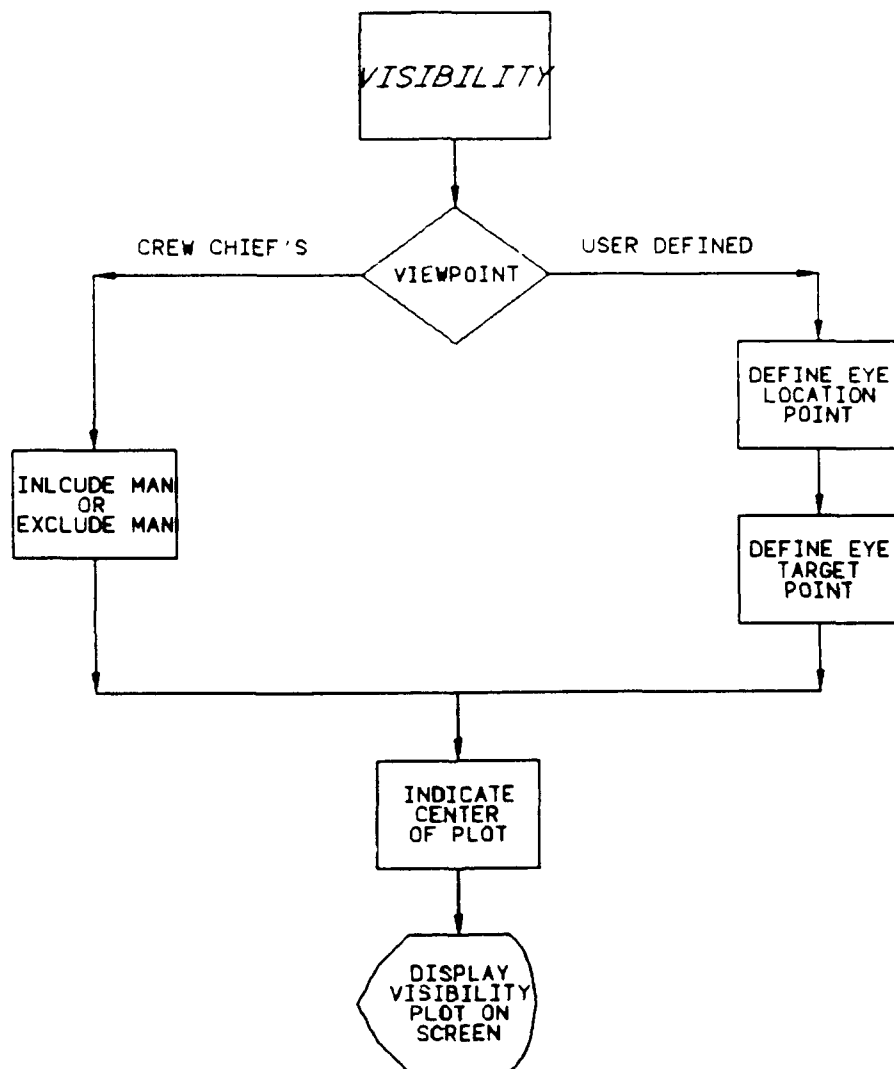 VISIBILITY
CREW CHIEF'S
VIEWPOINT
USER DEFINED
DEFINE EYE
LOCATION
POINT
INLCUDE MAN
OR
EXCLUDE MAN
DEFINE EYE
TARGET
POINT
INDICATE
CENTER
OF PLOT
DISPLAY
VISIBILITY
PLOT ON
SCREEN